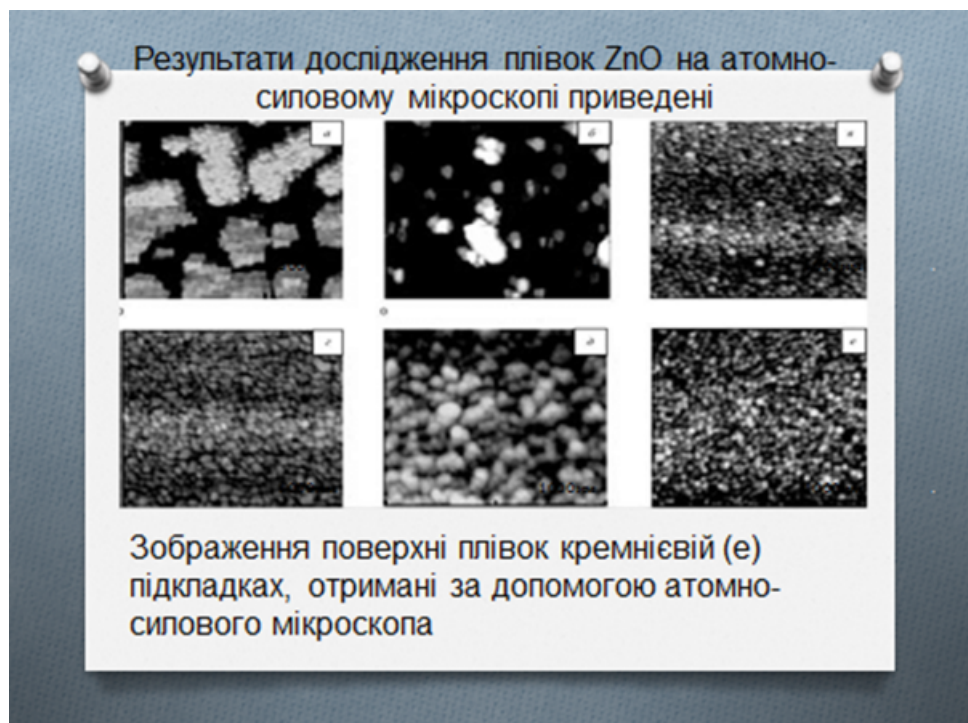 Результати дослідження плівок ZnO на атомно-
силовому мікроскопі приведені
а
б
в
г
д
е
Зображення поверхні плівок кремнієвій (е)
підкладках, отримані за допомогою атомно-
силового мікроскопа